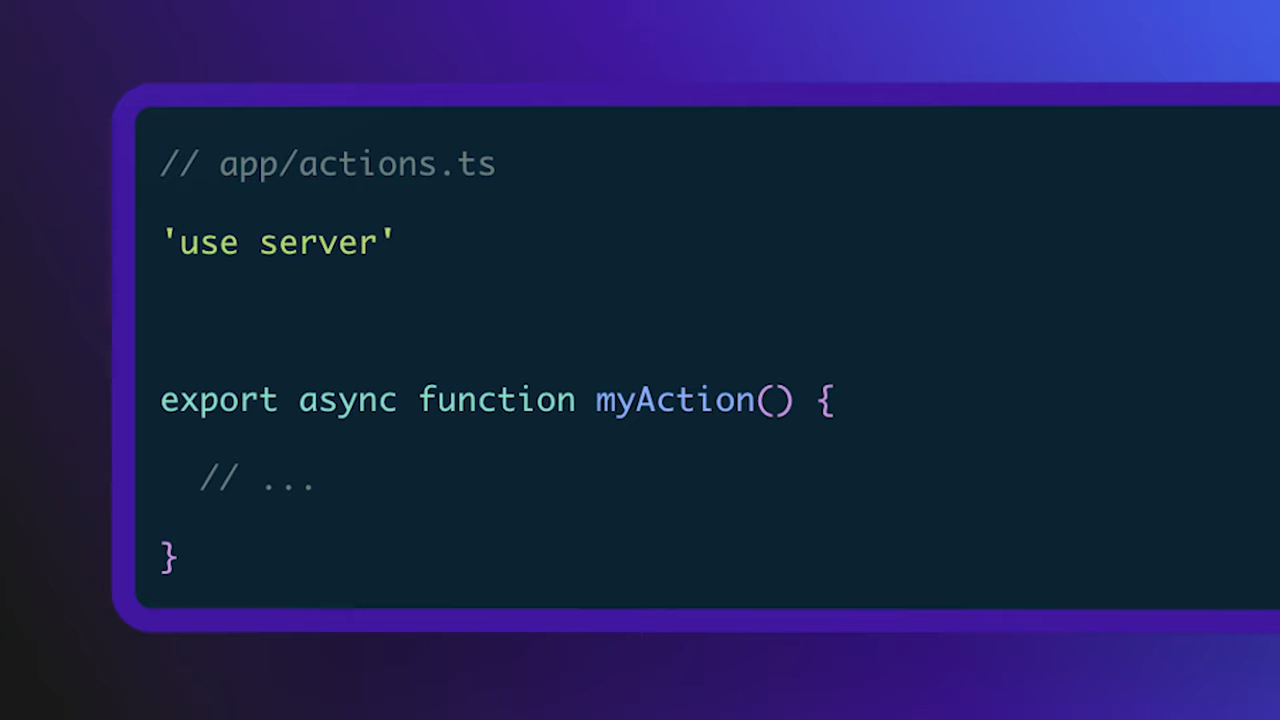 // app/actions.ts
'use server'
export async function myAction() {
// ...
}